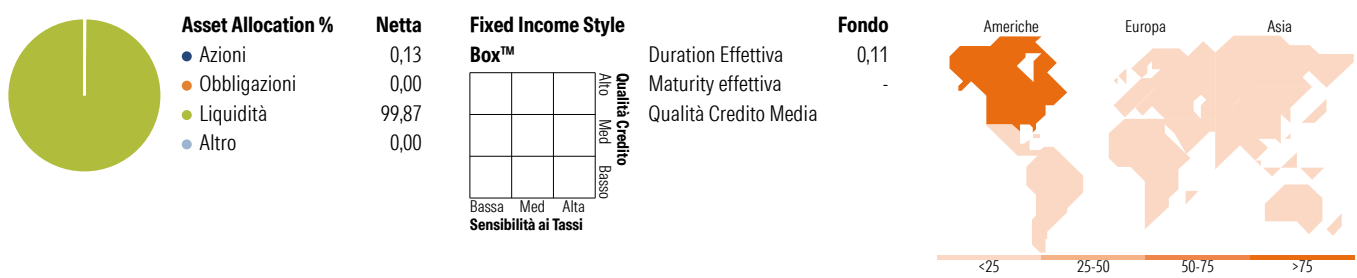 Asset Allocation % Netta
Azioni 0,13
Obbligazioni 0,00
Liquidità 99,87
Altro 0,00
Fixed Income Style
Box™
Alto Med Basso
Qualità Credito
Bassa Med Alta
Sensibilità ai Tassi
Fondo
Duration Effettiva 0,11
Maturity effettiva -
Qualità Credito Media
Americhe Europa Asia
<25 25-50 50-75 >75